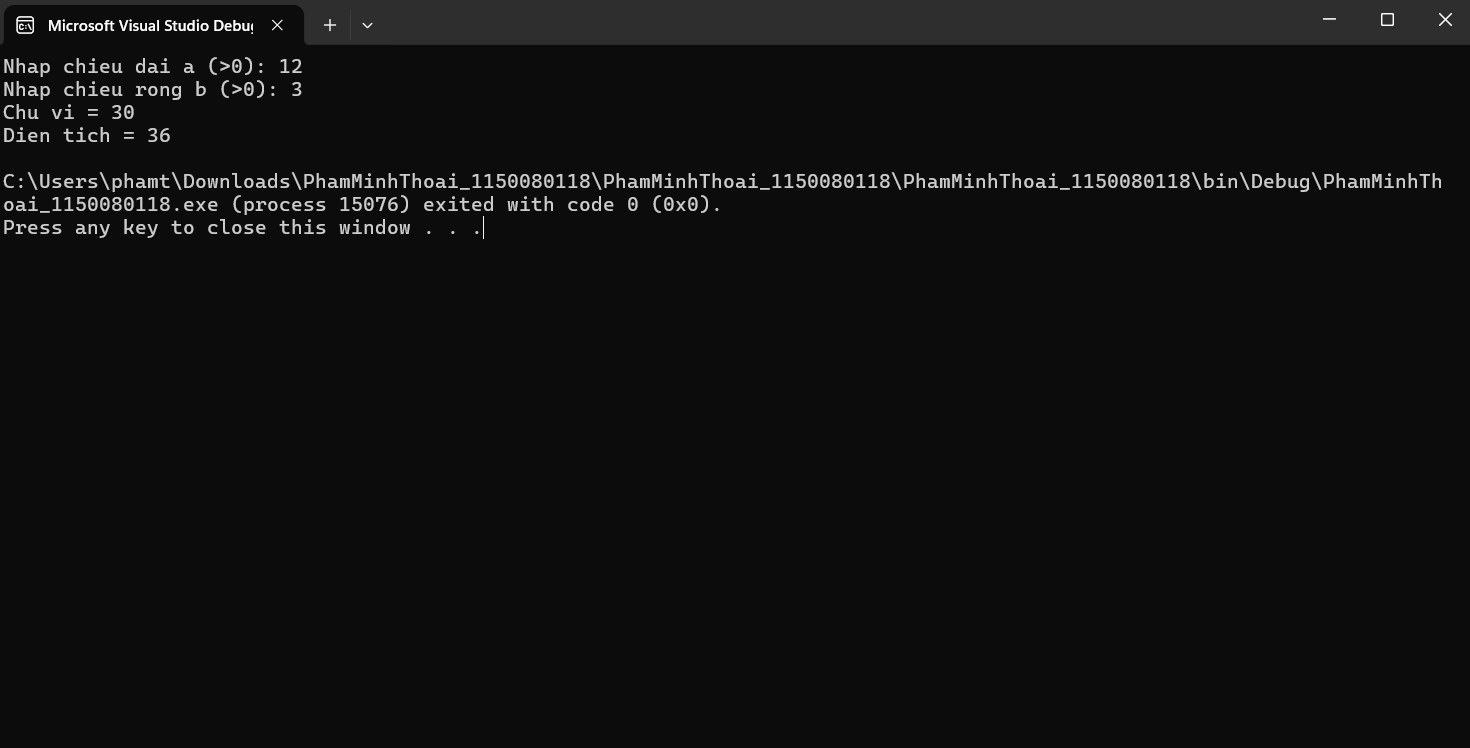 Microsoft Visual Studio Debu
Nhap chieu dai a (>0): 12
Nhap chieu rong b (>0): 3
Chu vi = 30
Dien tich = 36
C:\Users\phamt\Downloads\PhamMinhThoai_1150080118\PhamMinhThoai_1150080118\PhamMinhThoai_1150080118\bin\Debug\PhamMinhTh
oai_1150080118.exe (process 15076) exited with code 0 (0x0).
Press any key to close this window . . .